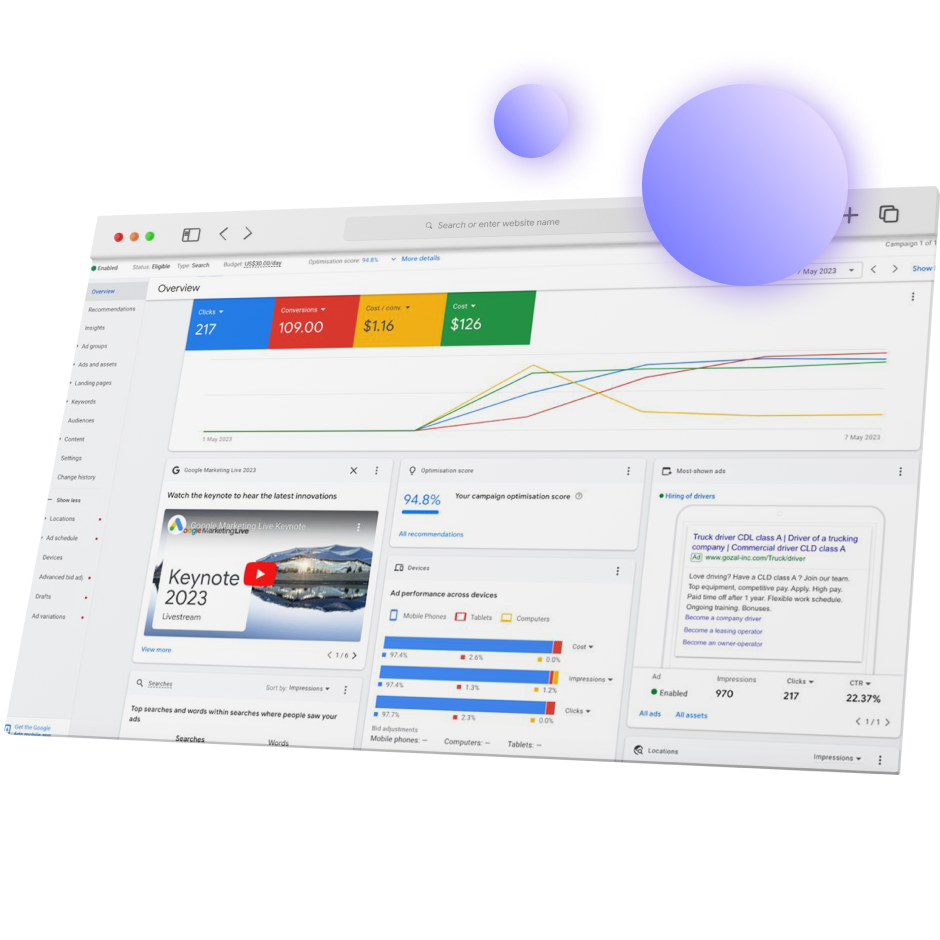 Search or enter website name
Campaign 1 of 1
Enabled
Status: Eligible Type: Search Budget: US$30.00/day Optimisation score: 94.8% More details
May 2023
Show
Overview
Recommendations
Insights
Ad groups
Ads and assets
Landing pages
Keywords
Audiences
Content
Settings
Change history
Show less
Locations
Ad schedule
Devices
Advanced bid adj.
Drafts
Ad variations
Get the Google
Ads mobile app
Overview
Clicks
217
Conversions
109.00
Cost / conv.
$1.16
Cost
$126
1 May 2023
7 May 2023
Google Marketing Live 2023
Watch the keynote to hear the latest innovations
Google Marketing Live Keynote
Google Marketing Live
Keynote
2023
Livestream
View more
1 / 6
Searches
Sort by: Impressions
Top searches and words within searches where people saw your
ads
Searches
Words
Optimisation score
94.8%
Your campaign optimisation score
All recommendations
Devices
Ad performance across devices
Mobile Phones
Tablets
Computers
Cost
97.4%
2.6%
0.0%
Impressions
97.4%
1.3%
1.2%
Clicks
97.7%
2.3%
0.0%
Bid adjustments
Mobile phones: – Computers: – Tablets: –
Most-shown ads
Hiring of drivers
Truck driver CDL class A | Driver of a trucking
company | Commercial driver CLD class A
Ad www.gozal-inc.com/Truck/driver
Love driving? Have a CLD class A ? Join our team.
Top equipment, competitive pay. Apply. High pay.
Paid time off after 1 year. Flexible work schedule.
Ongoing training. Bonuses.
Become a company driver
Become a leasing operator
Become an owner-operator
Ad
Impressions
Clicks
CTR
Enabled
970
217
22.37%
All ads
All assets
1 / 1
Locations
Impressions